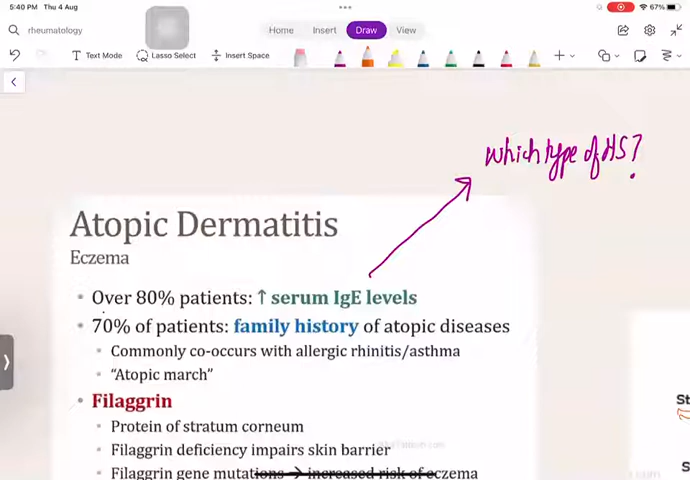 5:40 PM Thu 4 Aug
67%
rheumatology
Home Insert Draw View
Text Mode Lasso Select Insert Space
which type of HS?
Atopic Dermatitis
Eczema
• Over 80% patients: ↑ serum IgE levels
• 70% of patients: family history of atopic diseases
• Commonly co-occurs with allergic rhinitis/asthma
• "Atopic march"
• Filaggrin
• Protein of stratum corneum
• Filaggrin deficiency impairs skin barrier
• Filaggrin gene mutations → increased risk of eczema
St
S